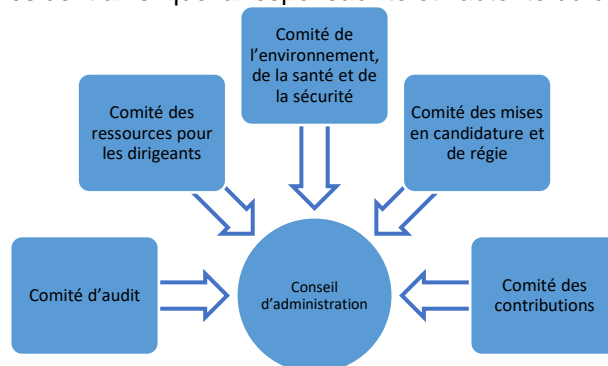 Comité de
l'environnement,
de la santé et de
la sécurité
Comité des
ressources pour
les dirigeants
Comité des mises
en candidature et
de régie
Comité d'audit
Conseil
d'administration
Comité des
contributions